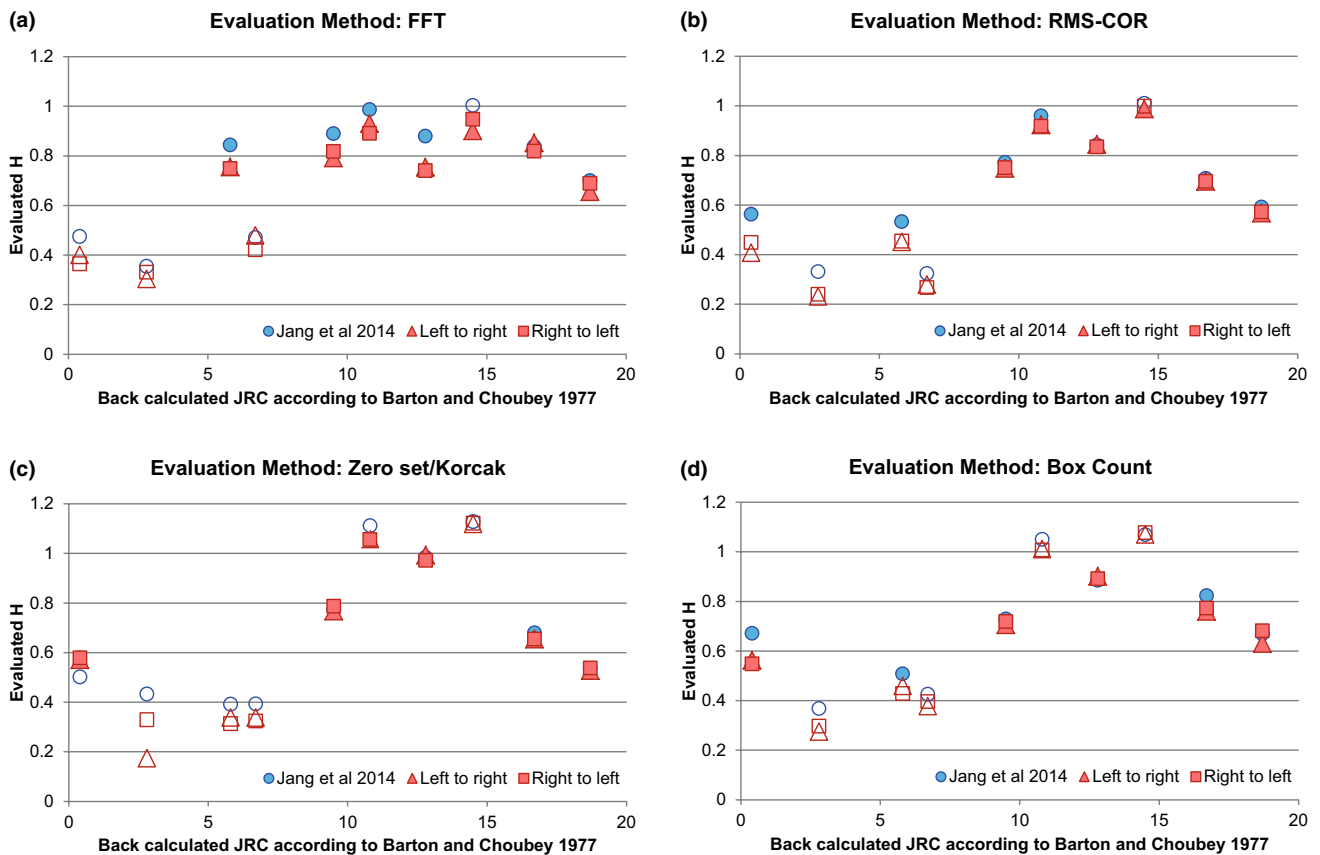 (a)
Evaluation Method: FFT
Evaluated H
1.2
1
0.8
0.6
0.4
0.2
0
Jang et al 2014 Left to right Right to left
0 5 10 15 20
Back calculated JRC according to Barton and Choubey 1977
(b)
Evaluation Method: RMS-COR
Evaluated H
1.2
1
0.8
0.6
0.4
0.2
0
Jang et al 2014 Left to right Right to left
0 5 10 15 20
Back calculated JRC according to Barton and Choubey 1977
(c)
Evaluation Method: Zero set/Korcak
Evaluated H
1.2
1
0.8
0.6
0.4
0.2
0
Jang et al 2014 Left to right Right to left
0 5 10 15 20
Back calculated JRC according to Barton and Choubey 1977
(d)
Evaluation Method: Box Count
Evaluated H
1.2
1
0.8
0.6
0.4
0.2
0
Jang et al 2014 Left to right Right to left
0 5 10 15 20
Back calculated JRC according to Barton and Choubey 1977